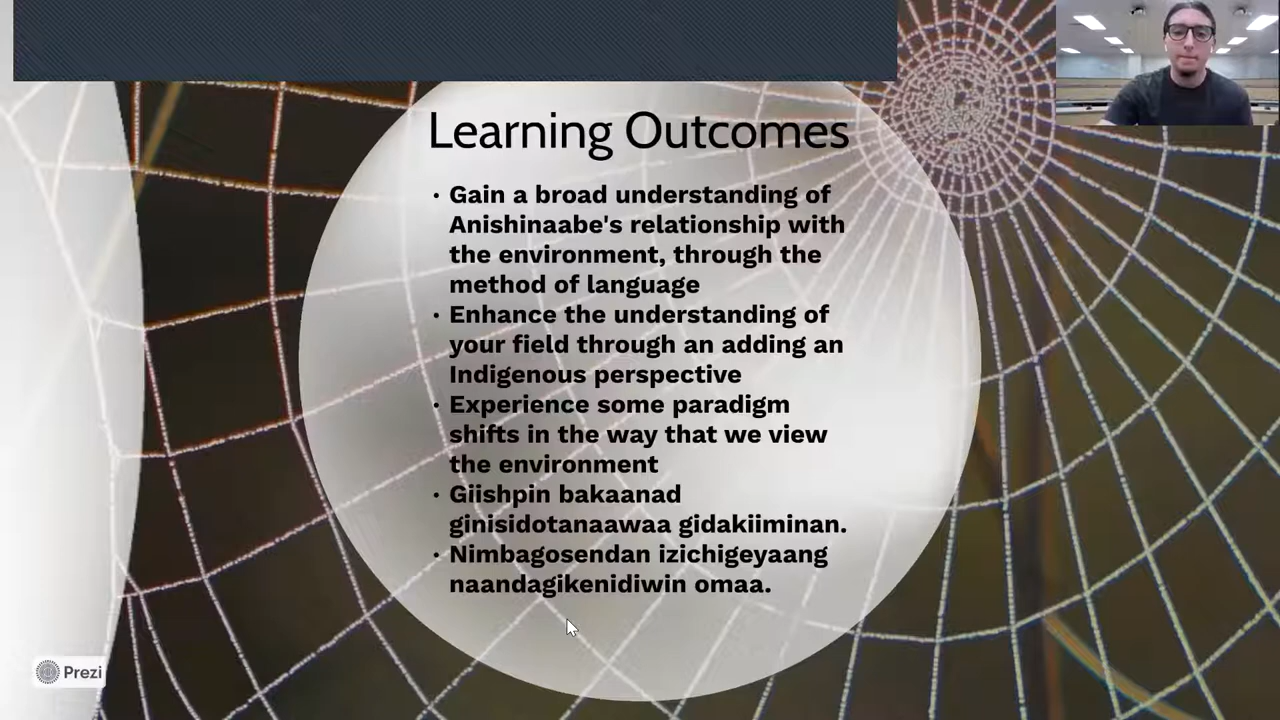 Learning Outcomes
• Gain a broad understanding of
Anishinaabe's relationship with
the environment, through the
method of language
• Enhance the understanding of
your field through an adding an
Indigenous perspective
• Experience some paradigm
shifts in the way that we view
the environment
• Giishpin bakaanad
ginisidotanaawaa gidakiiminan.
• Nimbagosendan izichigeyaang
naandagikenidiwin omaa.
Prezi